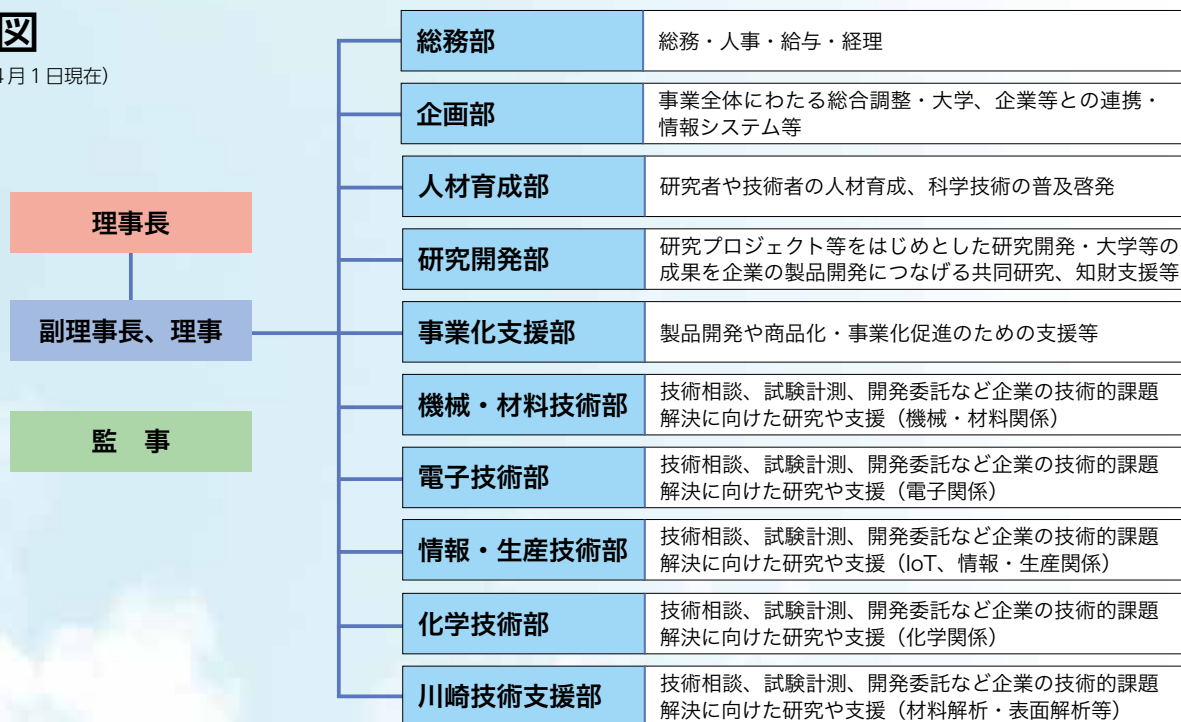 図
4月1日現在）
理事長
副理事長、理事
監　事
総務部
総務・人事・給与・経理
企画部
事業全体にわたる総合調整・大学、企業等との連携・
情報システム等
人材育成部
研究者や技術者の人材育成、科学技術の普及啓発
研究開発部
研究プロジェクト等をはじめとした研究開発・大学等の
成果を企業の製品開発につなげる共同研究、知財支援等
事業化支援部
製品開発や商品化・事業化促進のための支援等
機械・材料技術部
技術相談、試験計測、開発委託など企業の技術的課題
解決に向けた研究や支援（機械・材料関係）
電子技術部
技術相談、試験計測、開発委託など企業の技術的課題
解決に向けた研究や支援（電子関係）
情報・生産技術部
技術相談、試験計測、開発委託など企業の技術的課題
解決に向けた研究や支援（IoT、情報・生産関係）
化学技術部
技術相談、試験計測、開発委託など企業の技術的課題
解決に向けた研究や支援（化学関係）
川崎技術支援部
技術相談、試験計測、開発委託など企業の技術的課題
解決に向けた研究や支援（材料解析・表面解析等）